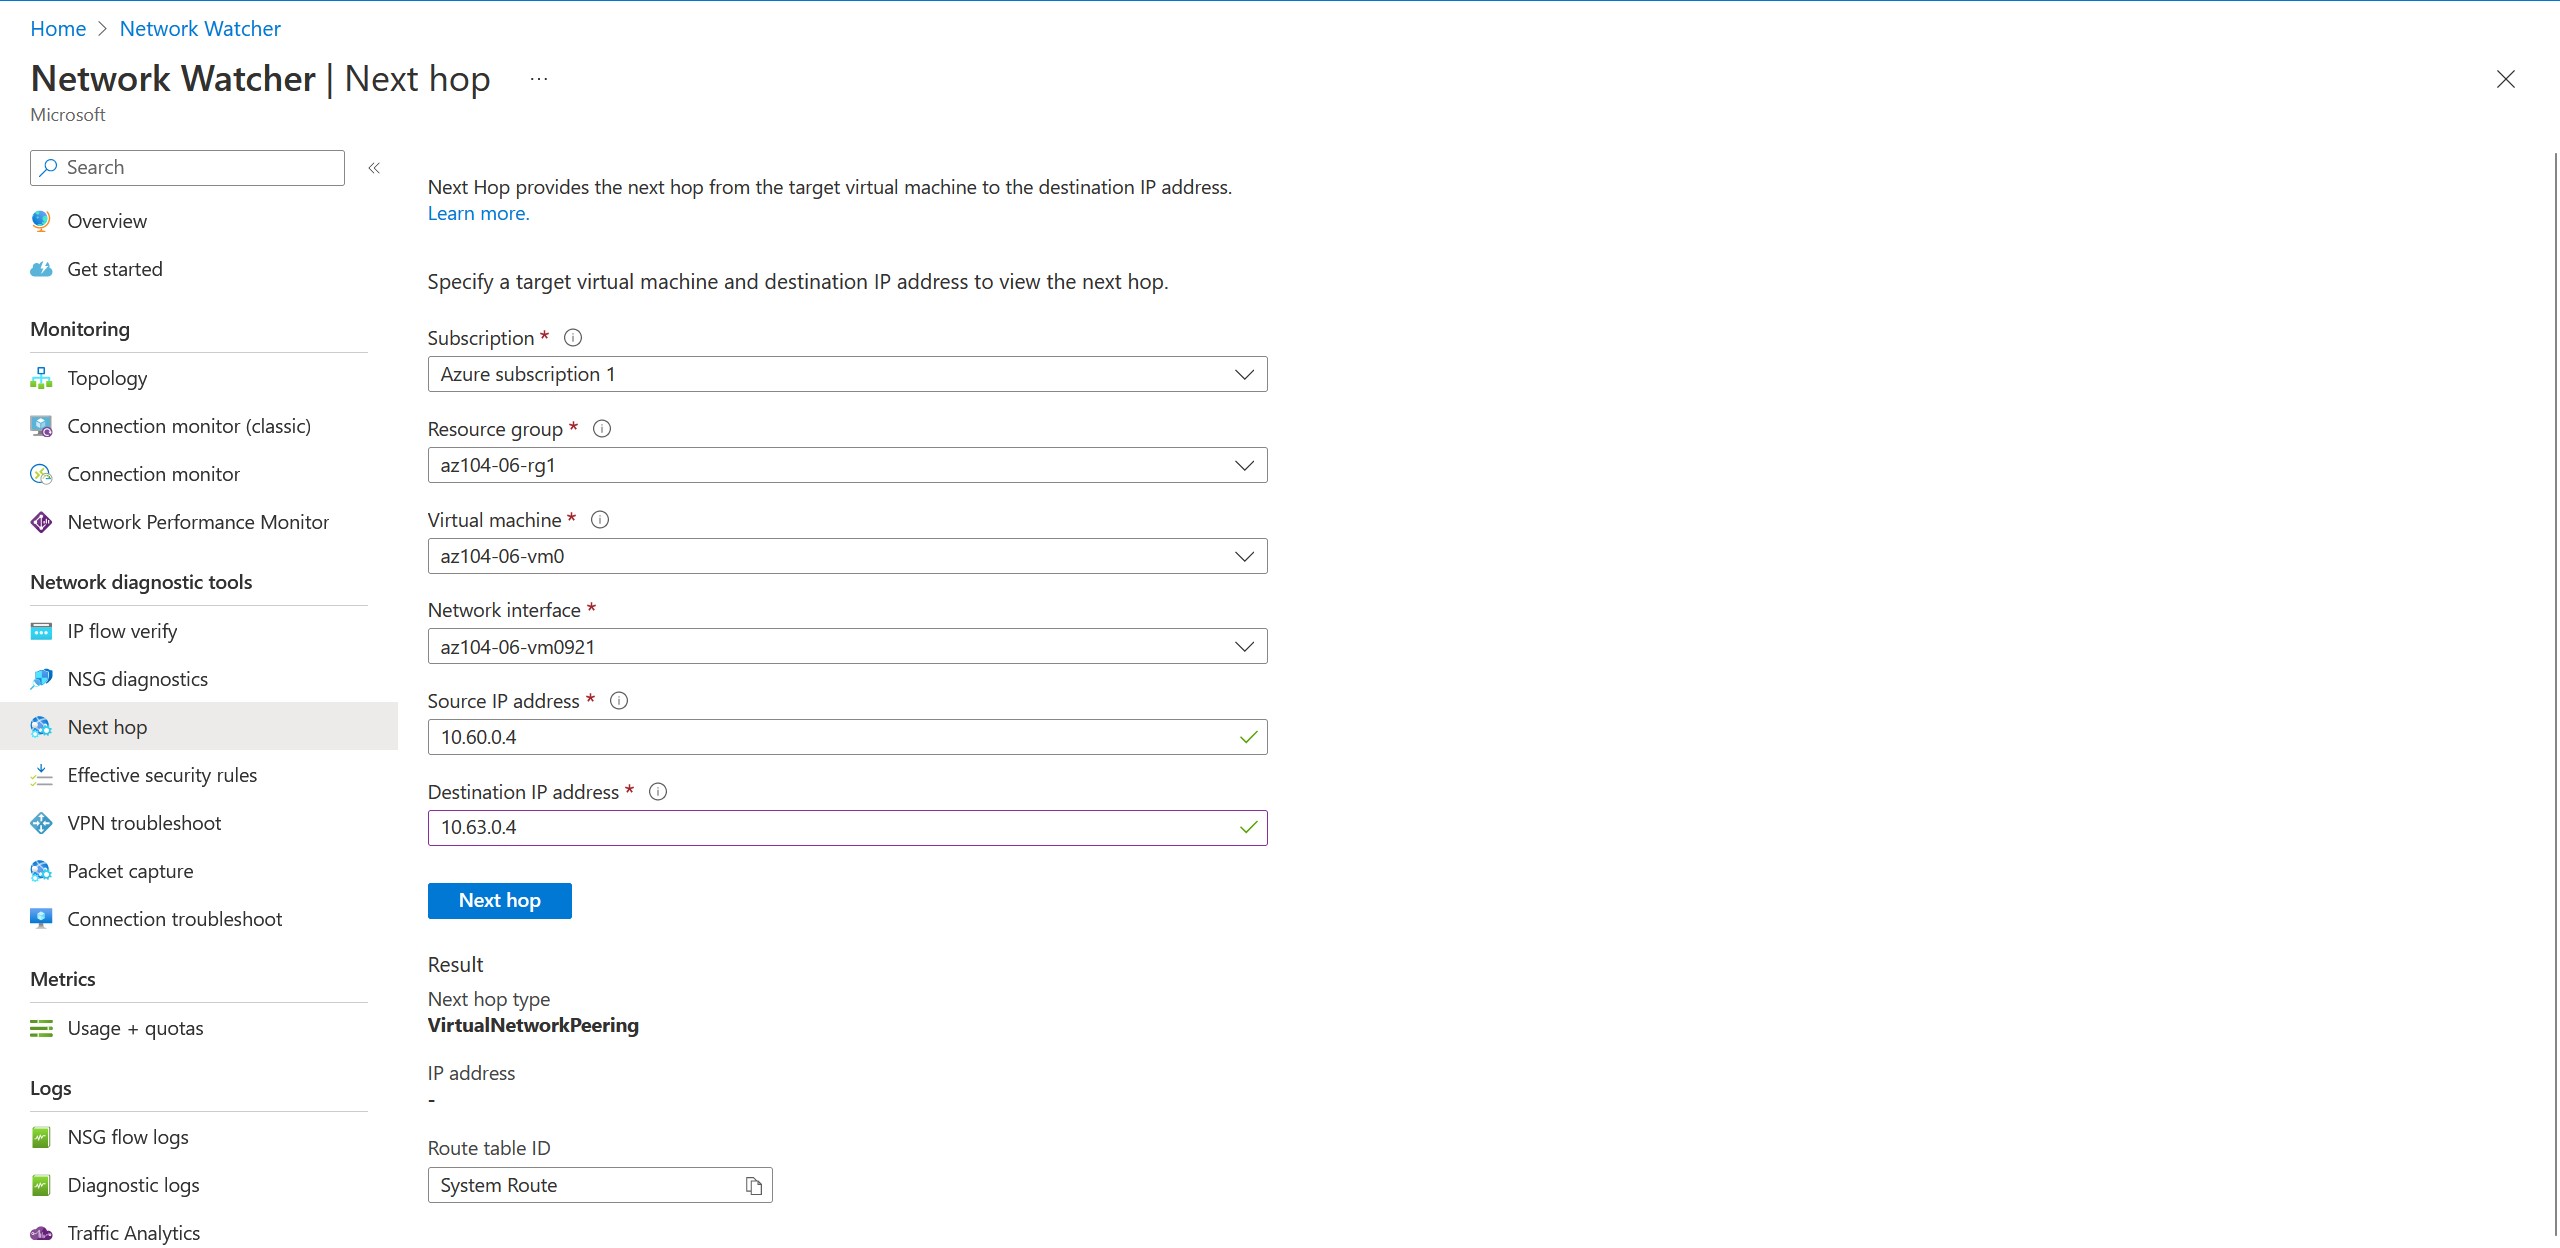 Home > Network Watcher
Network Watcher | Next hop ...
Microsoft
Search
«
Overview
Get started
Monitoring
Topology
Connection monitor (classic)
Connection monitor
Network Performance Monitor
Network diagnostic tools
IP flow verify
NSG diagnostics
Next hop
Effective security rules
VPN troubleshoot
Packet capture
Connection troubleshoot
Metrics
Usage + quotas
Logs
NSG flow logs
Diagnostic logs
Traffic Analytics
Next Hop provides the next hop from the target virtual machine to the destination IP address.
Learn more.
Specify a target virtual machine and destination IP address to view the next hop.
Subscription *
Azure subscription 1
Resource group *
az104-06-rg1
Virtual machine *
az104-06-vm0
Network interface *
az104-06-vm0921
Source IP address *
10.60.0.4
Destination IP address *
10.63.0.4
Next hop
Result
Next hop type
VirtualNetworkPeering
IP address
-
Route table ID
System Route